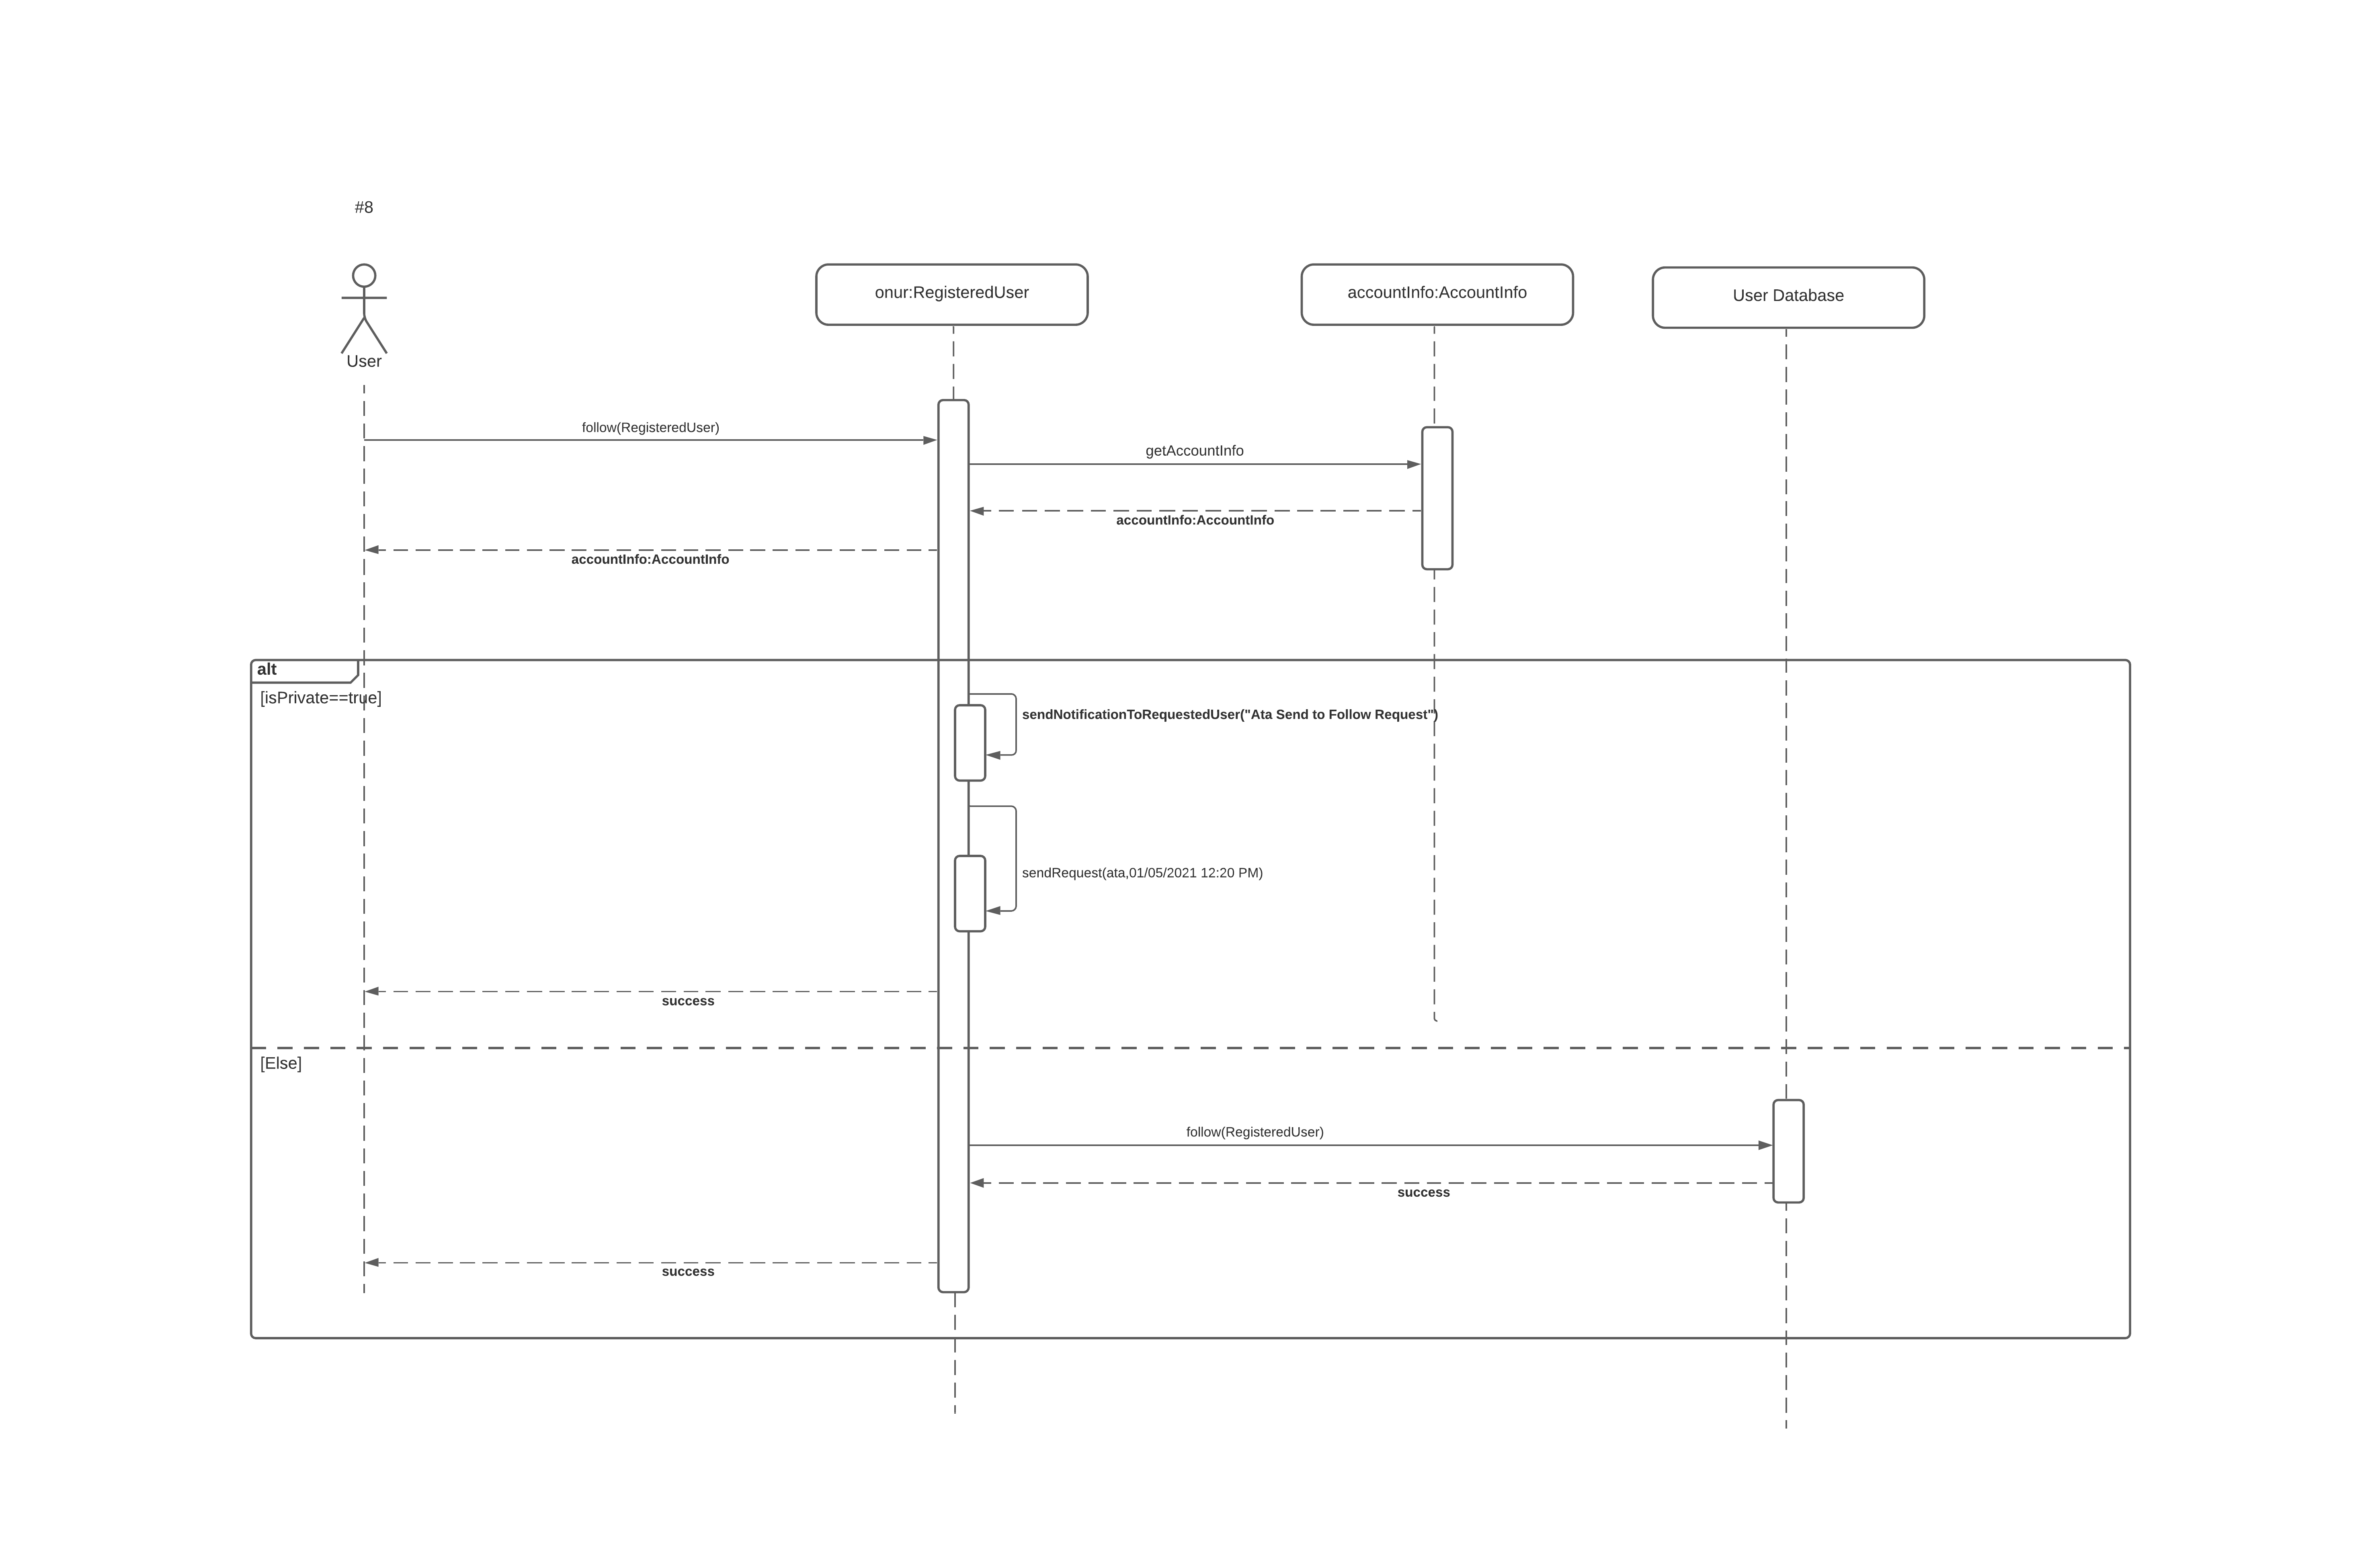 #8
User
onur:RegisteredUser
accountInfo:AccountInfo
User Database
follow(RegisteredUser)
getAccountInfo
accountInfo:AccountInfo
accountInfo:AccountInfo
alt
[isPrivate==true]
sendNotificationToRequestedUser("Ata Send to Follow Request")
sendRequest(ata,01/05/2021 12:20 PM)
success
[Else]
follow(RegisteredUser)
success
success